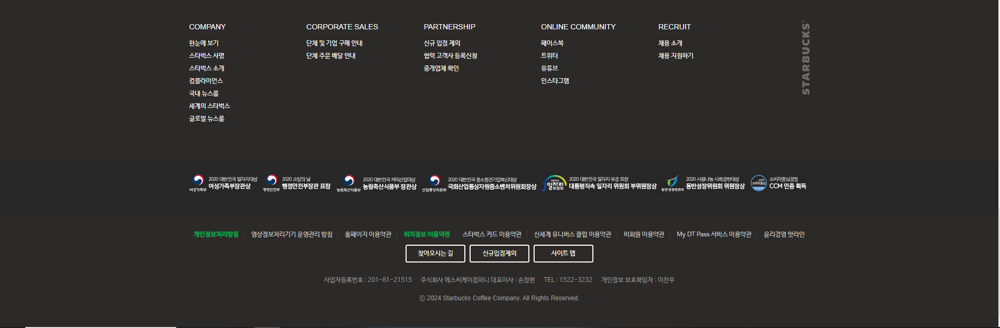 COMPANY
한눈에 보기
스타벅스 사명
스타벅스 소개
컴플라이언스
국내 뉴스룸
세계의 스타벅스
글로벌 뉴스룸
CORPORATE SALES
단체 및 기업 구매 안내
단체 주문 배달 안내
PARTNERSHIP
신규 입점 제의
협력 고객사 등록신청
중개업체 확인
ONLINE COMMUNITY
페이스북
트위터
유튜브
인스타그램
RECRUIT
채용 소개
채용 지원하기
STARBUCKS
여성가족부
2020 대한민국 일자리대상
여성가족부장관상
행정안전부
2020 소방의 날
행정안전부장관 표창
농림축산식품부
2020 대한민국 커피산업대상
농림축산식품부 장관상
산업통상자원부
2020 대한민국 중소중견기업혁신대상
국회산업통상자원중소벤처위원회장상
일자리
위원회
2020 대한민국 일자리 유공 표창
대통령직속 일자리 위원회 부위원장상
동반성장위원회
2020 사랑나눔 사회공헌대상
동반성장위원회 위원장상
CCM
소비자중심
소비자중심경영
CCM 인증 획득
개인정보처리방침 영상정보처리기기 운영관리 방침 홈페이지 이용약관 위치정보 이용약관 스타벅스 카드 이용약관 신세계 유니버스 클럽 이용약관 비회원 이용약관 My DT Pass 서비스 이용약관 윤리경영 핫라인
찾아오시는 길 신규입점제의 사이트 맵
사업자등록번호 : 201-81-21515 주식회사 에스씨케이컴퍼니 대표이사 : 손정현 TEL : 1522-3232 개인정보 보호책임자 : 이찬우
ⓒ 2024 Starbucks Coffee Company. All Rights Reserved.